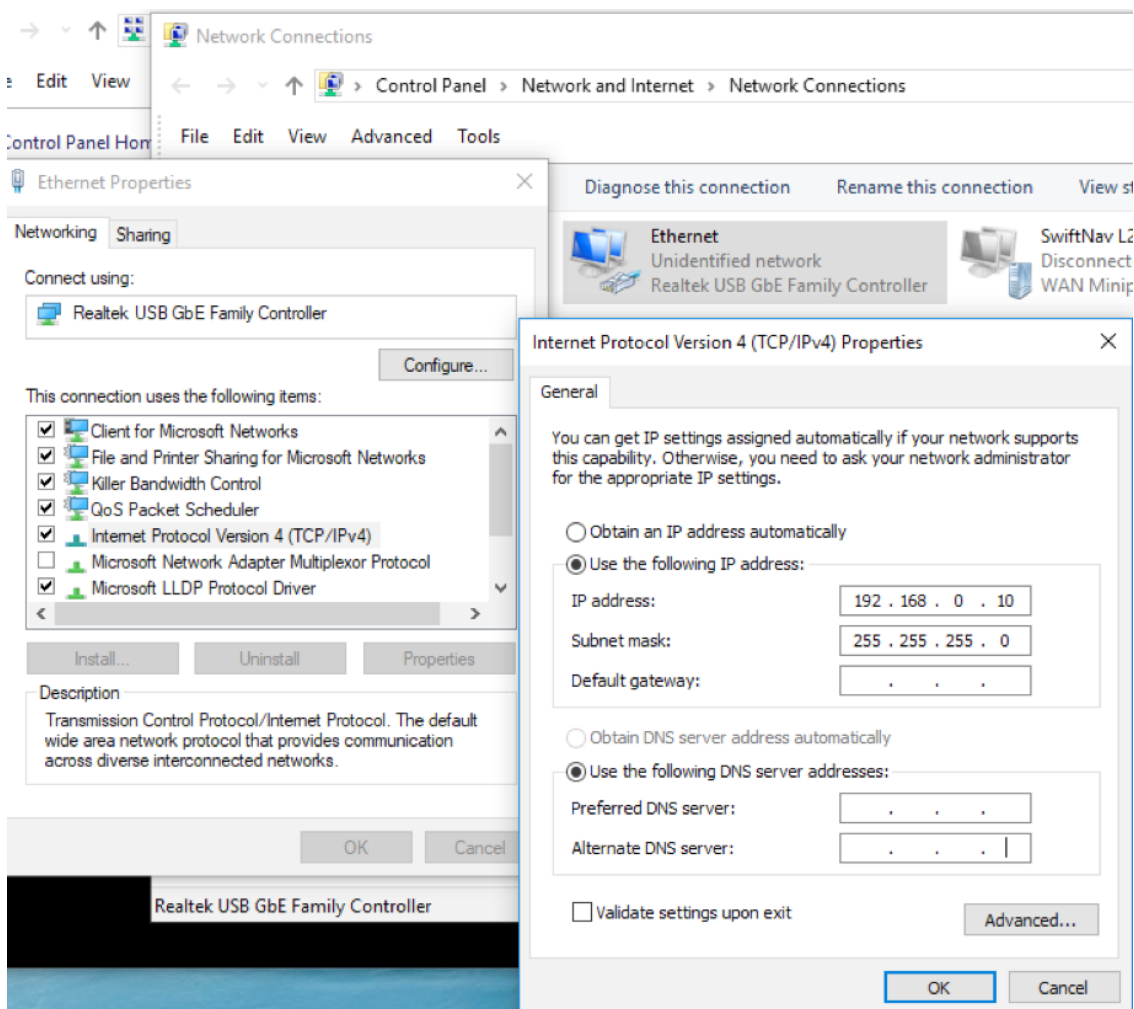 Network Connections
Edit View
Control Panel > Network and Internet > Network Connections
Control Panel Hom
File Edit View Advanced Tools
Ethernet Properties
Networking Sharing
Connect using:
Realtek USB GbE Family Controller
Configure...
This connection uses the following items:
Client for Microsoft Networks
File and Printer Sharing for Microsoft Networks
Killer Bandwidth Control
QoS Packet Scheduler
Internet Protocol Version 4 (TCP/IPv4)
Microsoft Network Adapter Multiplexor Protocol
Microsoft LLDP Protocol Driver
Install... Uninstall Properties
Description
Transmission Control Protocol/Internet Protocol. The default
wide area network protocol that provides communication
across diverse interconnected networks.
OK Cancel
Realtek USB GbE Family Controller
Diagnose this connection Rename this connection View st
Ethernet
Unidentified network
Realtek USB GbE Family Controller
SwiftNav L2
Disconnect
WAN Minip
Internet Protocol Version 4 (TCP/IPv4) Properties
General
You can get IP settings assigned automatically if your network supports
this capability. Otherwise, you need to ask your network administrator
for the appropriate IP settings.
Obtain an IP address automatically
Use the following IP address:
IP address: 192 . 168 . 0 . 10
Subnet mask: 255 . 255 . 255 . 0
Default gateway: . . .
Obtain DNS server address automatically
Use the following DNS server addresses:
Preferred DNS server: . . .
Alternate DNS server: . . .
Validate settings upon exit
Advanced...
OK Cancel